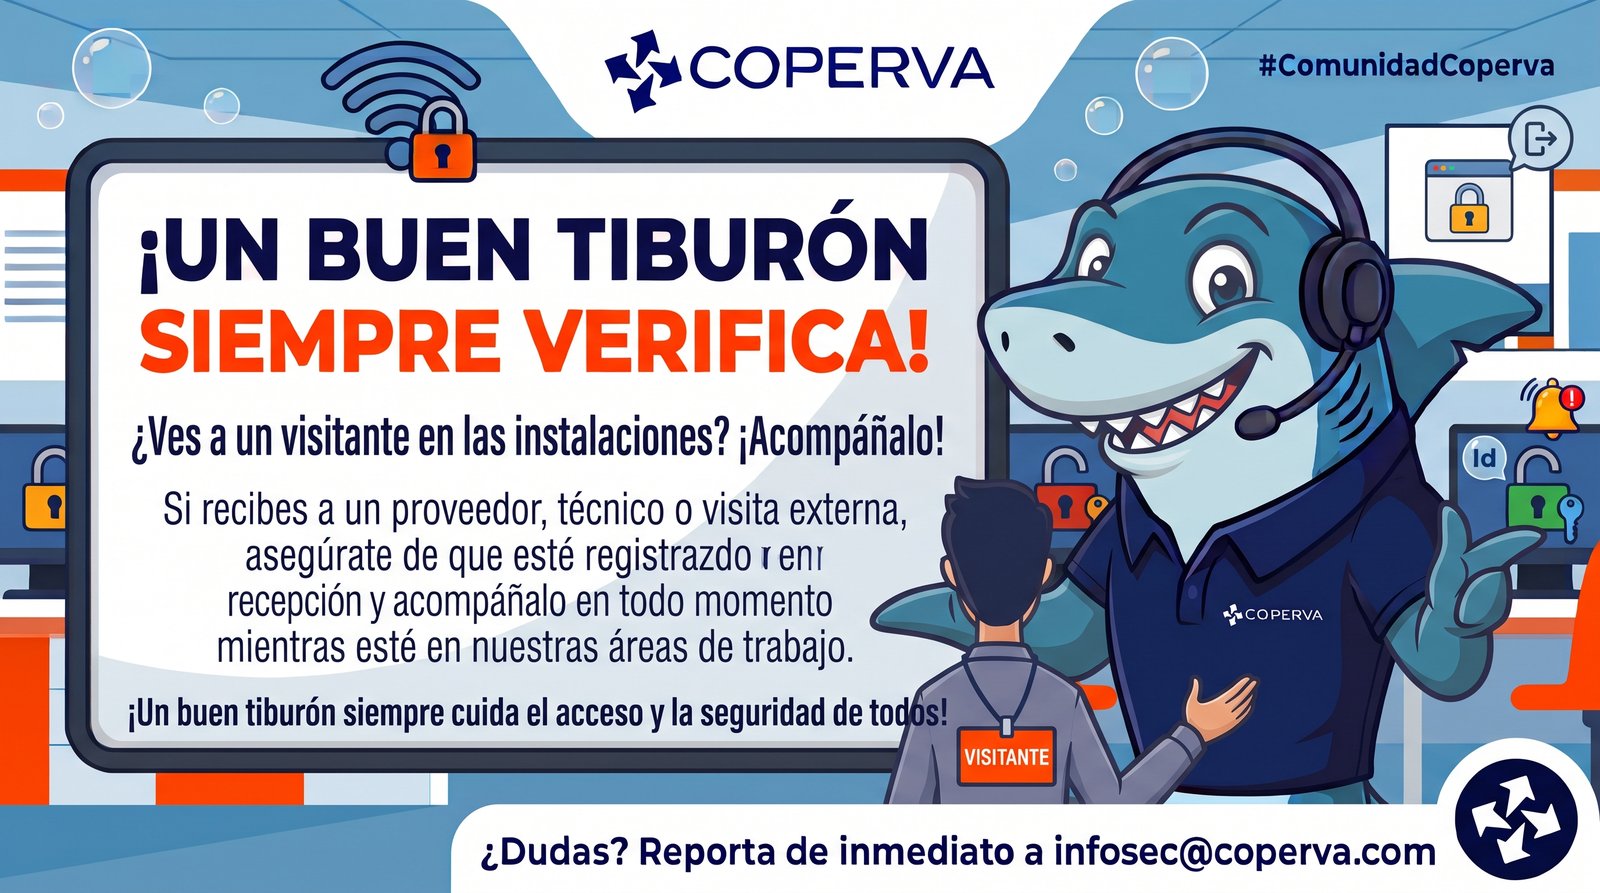 COPERVA
#ComunidadCoperva
¡UN BUEN TIBURÓN
SIEMPRE VERIFICA!
¿Ves a un visitante en las instalaciones? ¡Acompáñalo!
Si recibes a un proveedor, técnico o visita externa,
asegúrate de que esté registrazdo en
recepción y acompáñalo en todo momento
mientras esté en nuestras áreas de trabajo.
¡Un buen tiburón siempre cuida el acceso y la seguridad de todos!
Id
COPERVA
VISITANTE
¿Dudas? Reporta de inmediato a infosec@coperva.com